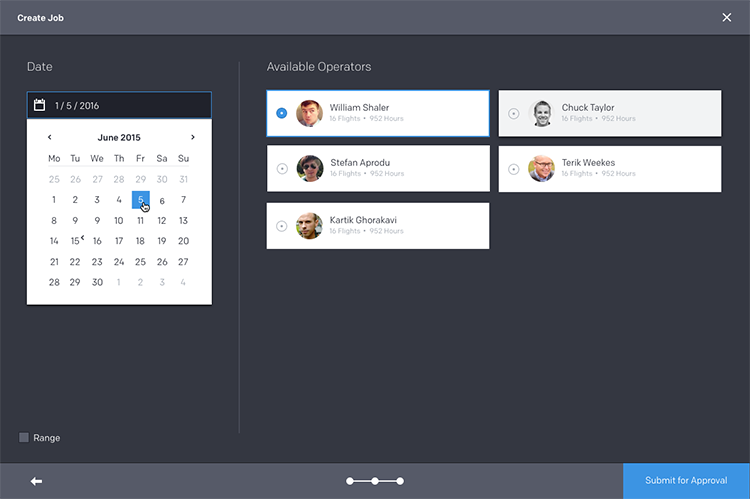 Create Job
Date
1 / 5 / 2016
June 2015
Mo Tu We Th Fr Sa Su
25 26 27 28 29 30 31
1 2 3 4 5 6 7
8 9 9 10 11 12 13
14 15 16 17 18 19 20
21 22 23 24 25 26 27
28 29 30 1 2 3 4
Range
Available Operators
William Shaler
16 Flights • 952 Hours
Chuck Taylor
16 Flights • 952 Hours
Stefan Aprodu
16 Flights • 952 Hours
Terik Weekes
16 Flights • 952 Hours
Kartik Ghorakavi
16 Flights • 952 Hours
Submit for Approval